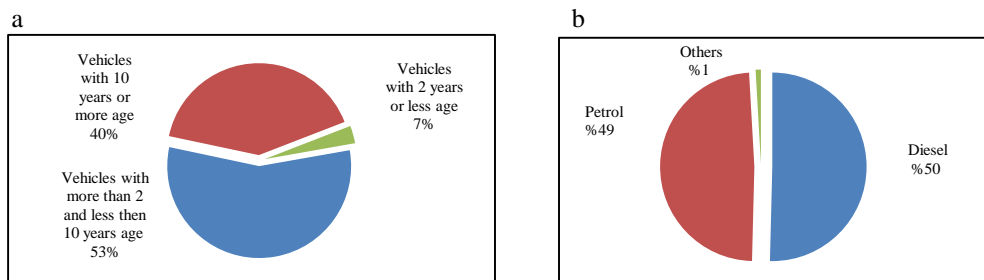 a
Vehicles
with 10
years or
more age
40%
Vehicles
with 2 years
or less age
7%
Vehicles with
more than 2
and less then
10 years age
53%
b
Others
%1
Petrol
%49
Diesel
%50